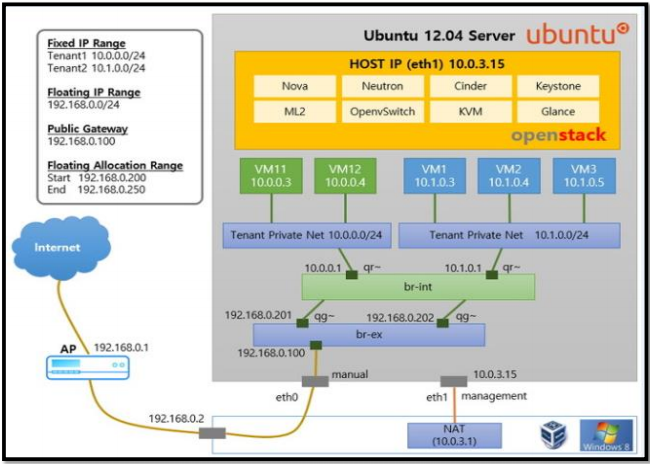 Fixed IP Range
Tenant1 10.0.0.0/24
Tenant2 10.1.0.0/24
Floating IP Range
192.168.0.0/24
Public Gateway
192.168.0.100
Floating Allocation Range
Start 192.168.0.200
End 192.168.0.250
Ubuntu 12.04 Server ubuntu
HOST IP (eth1) 10.0.3.15
Nova Neutron Cinder Keystone
ML2 OpenvSwitch KVM Glance
openstack
VM11 VM12 VM1 VM2 VM3
10.0.0.3 10.0.0.4 10.1.0.3 10.1.0.4 10.1.0.5
Tenant Private Net 10.0.0.0/24 Tenant Private Net 10.1.0.0/24
Internet
10.0.0.1 qr~ 10.1.0.1 qr~
br-int
192.168.0.201 qg~ 192.168.0.202 qg~
br-ex
192.168.0.100
AP 192.168.0.1
manual 10.0.3.15
eth0 eth1 management
192.168.0.2
NAT
(10.0.3.1)
Windows 8